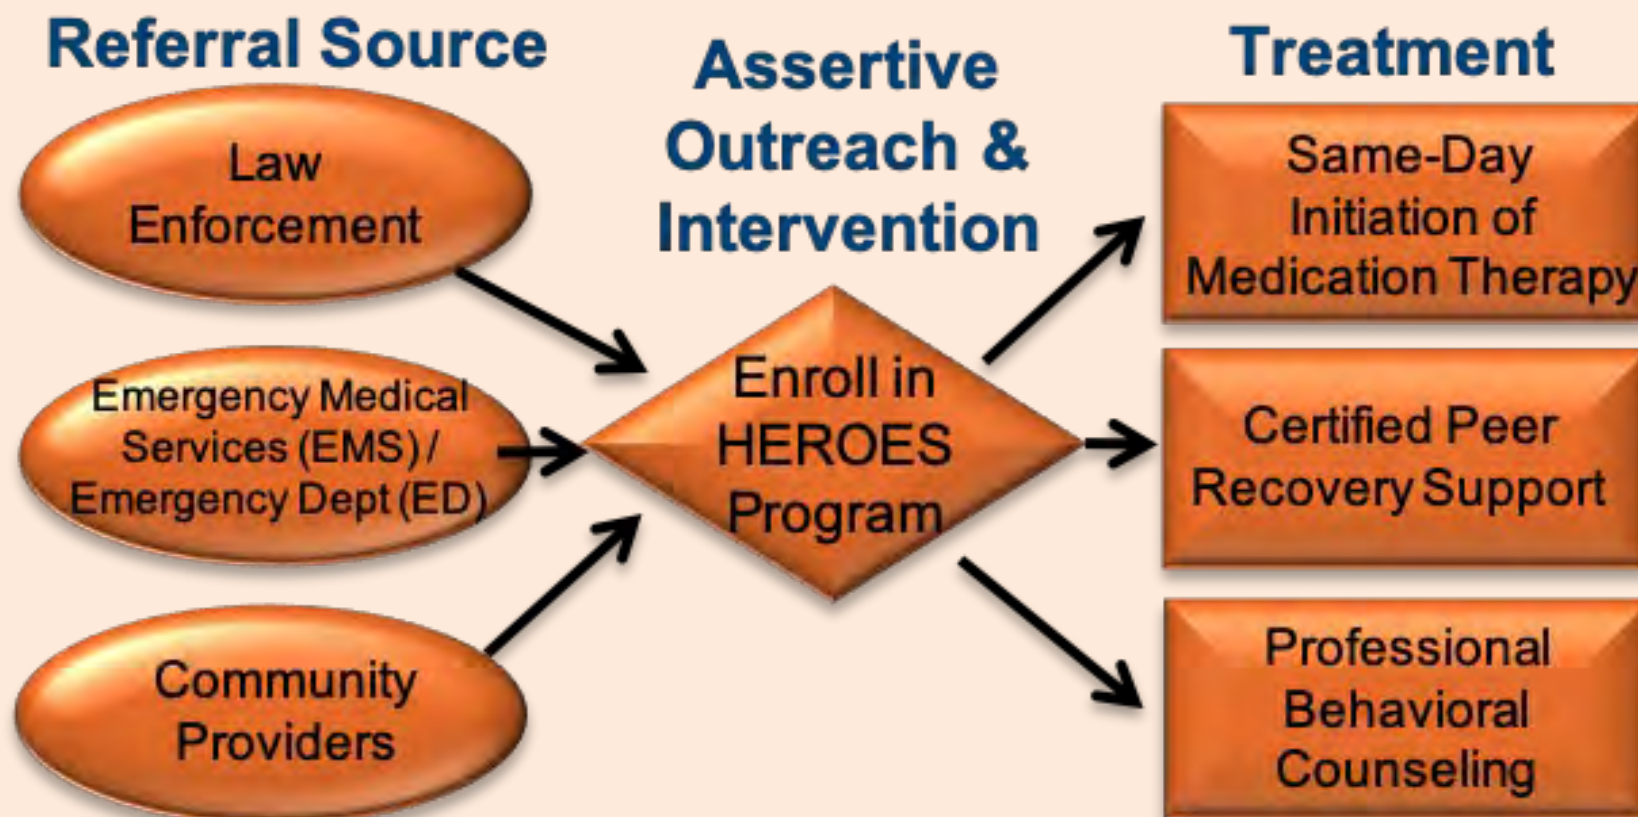 Referral Source
Law
Enforcement
Emergency Medical
Services (EMS) /
Emergency Dept (ED)
Community
Providers
Assertive
Outreach &
Intervention
Enroll in
HEROES
Program
Treatment
Same-Day
Initiation of
Medication Therapy
Certified Peer
Recovery Support
Professional
Behavioral
Counseling